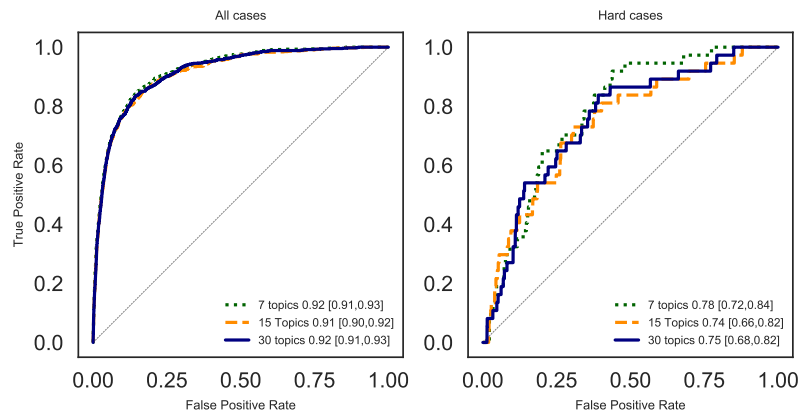 All cases
Hard cases
True Positive Rate
1.0
0.8
0.6
0.4
0.2
0.0
7 topics 0.92 [0.91,0.93]
15 Topics 0.91 [0.90,0.92]
30 topics 0.92 [0.91,0.93]
0.00 0.25 0.50 0.75 1.00
False Positive Rate
1.0
0.8
0.6
0.4
0.2
0.0
7 topics 0.78 [0.72,0.84]
15 Topics 0.74 [0.66,0.82]
30 topics 0.75 [0.68,0.82]
0.00 0.25 0.50 0.75 1.00
False Positive Rate